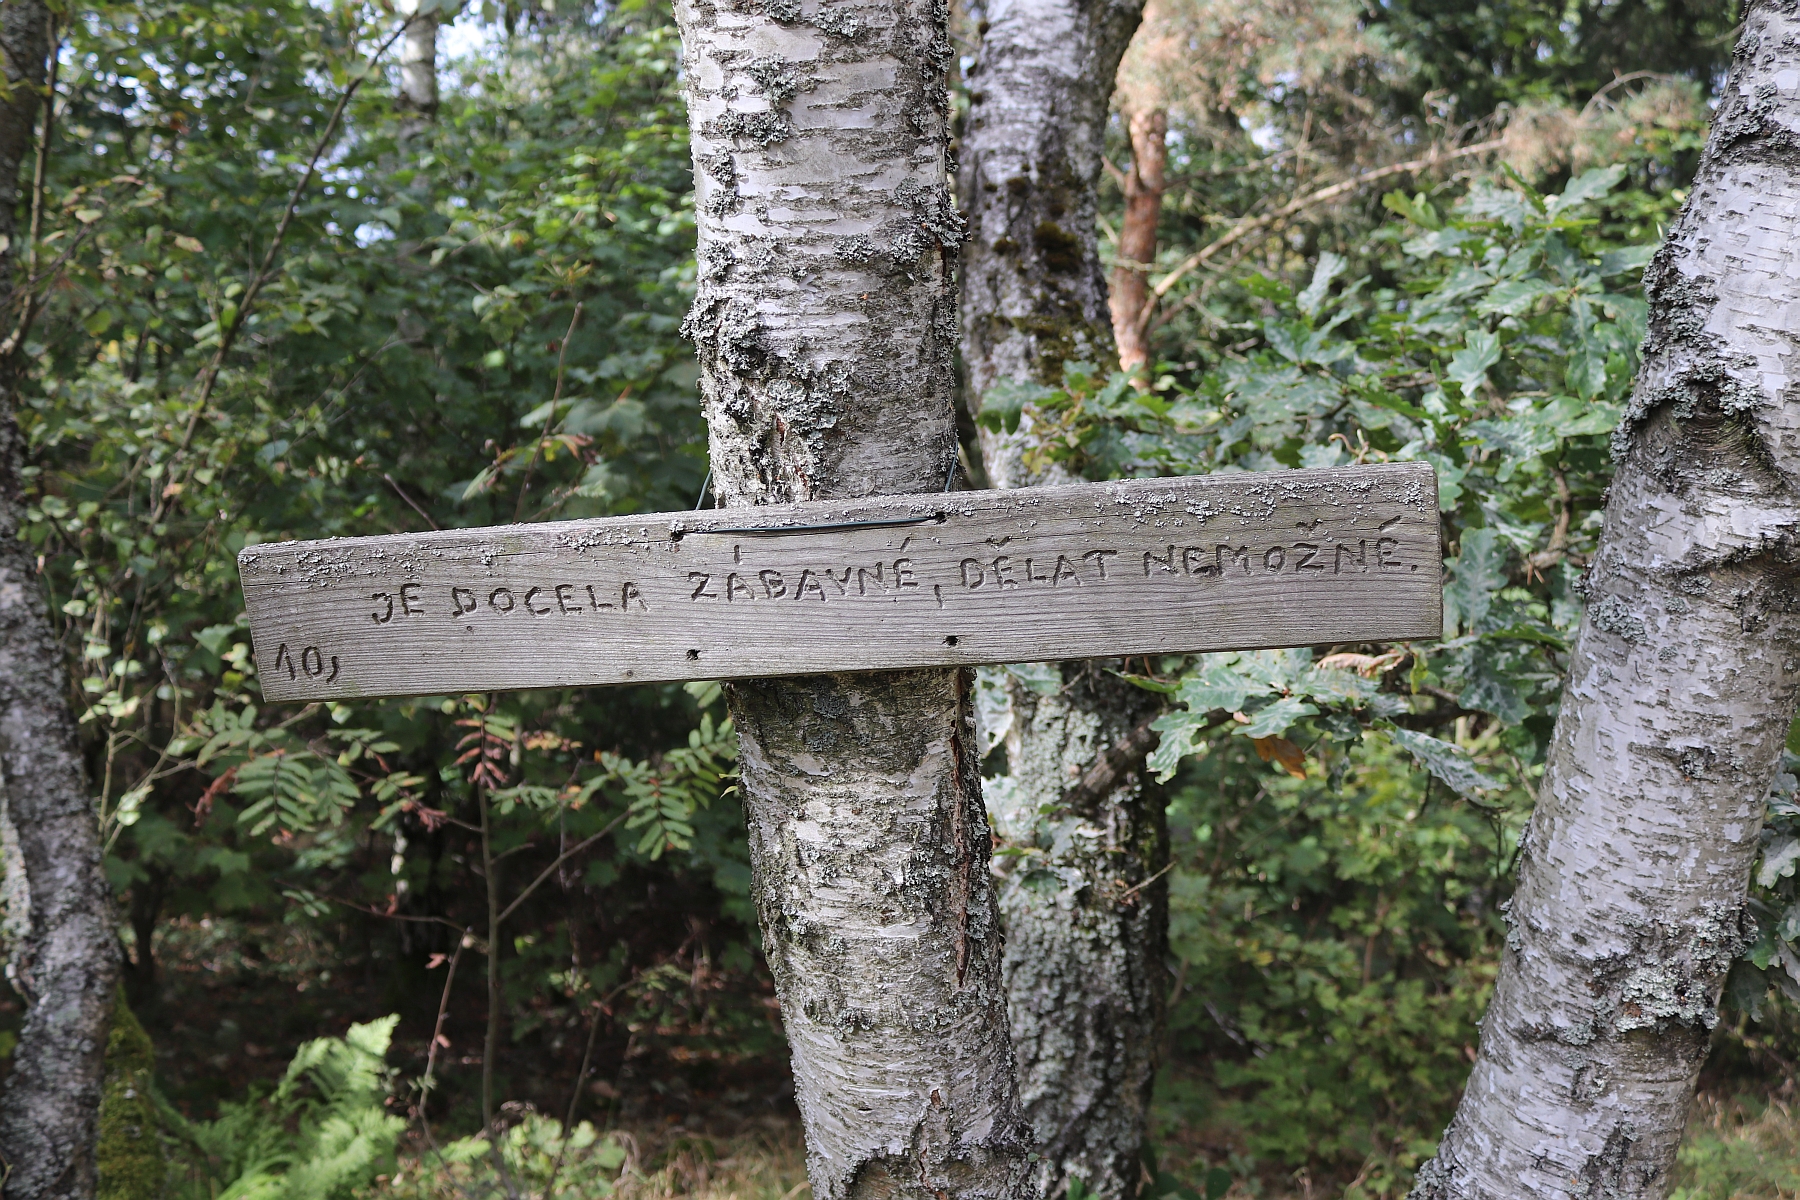 JE DOCELA ZÁBAVNÉ, DĚLAT NEMOŽNÉ.
10,